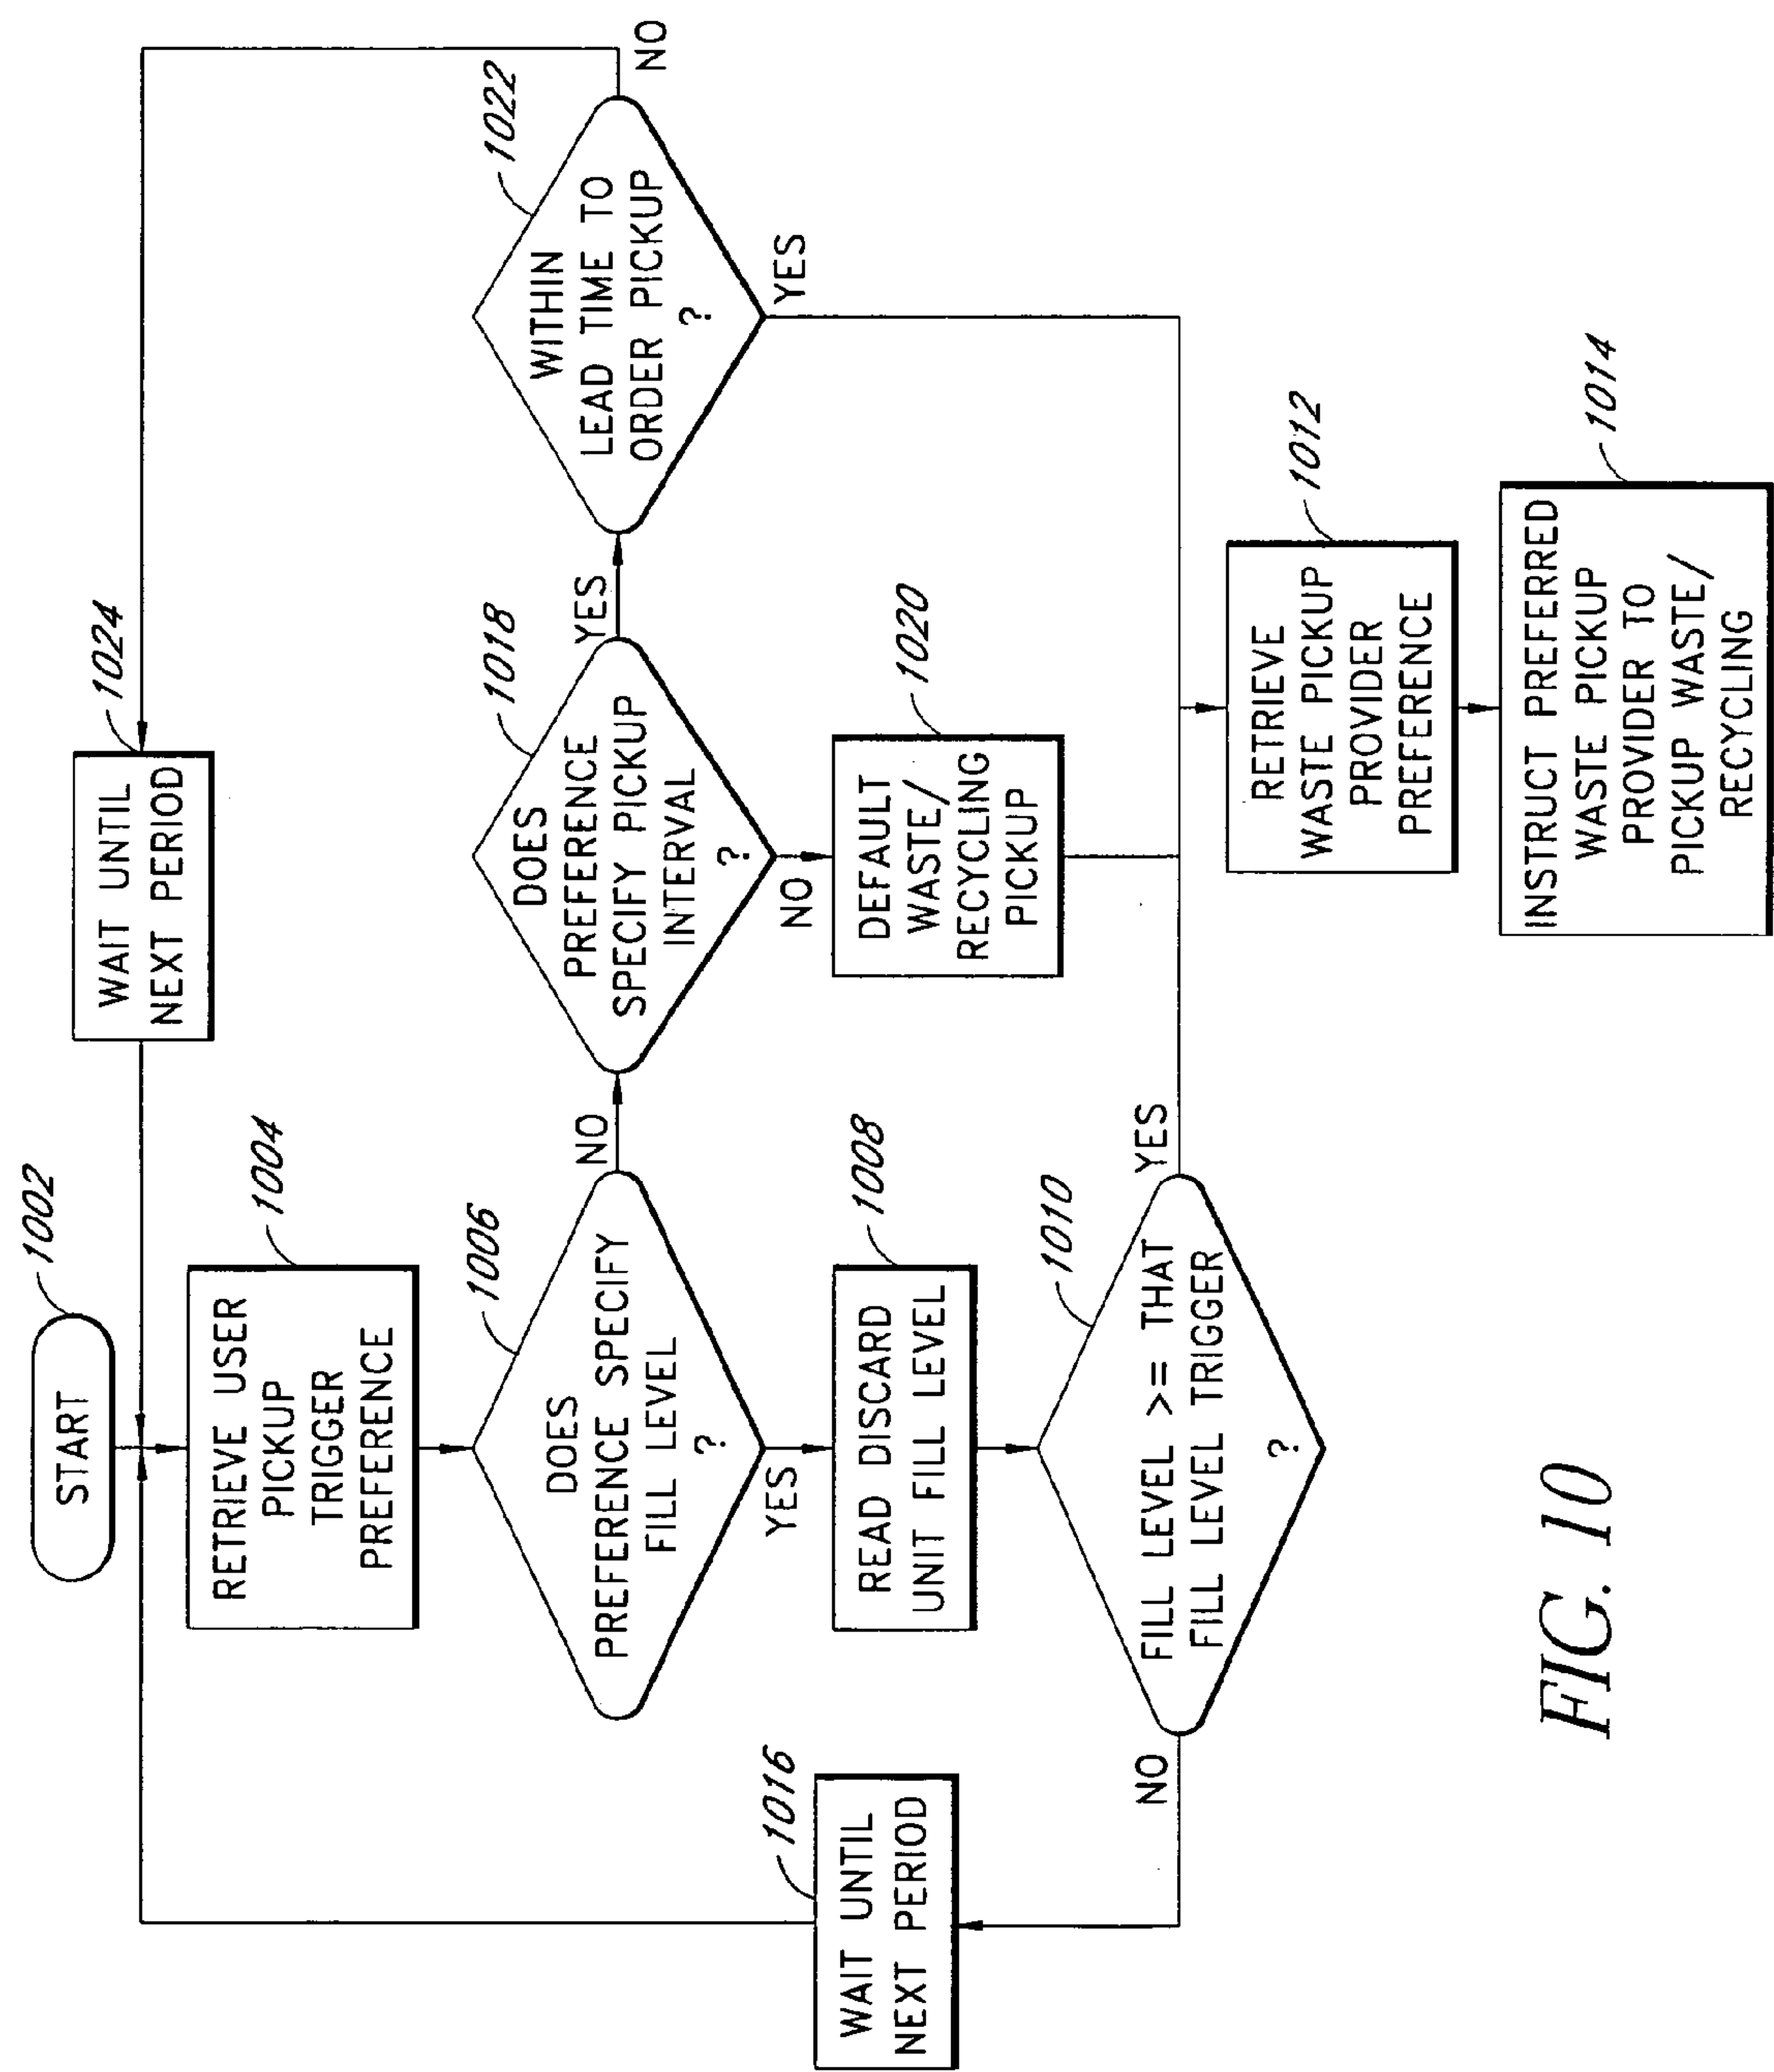 START
1002
WAIT UNTIL
NEXT PERIOD
1024
RETRIEVE USER
PICKUP
TRIGGER
PREFERENCE
1004
DOES
PREFERENCE SPECIFY
FILL LEVEL
?
1006
NO
YES
DOES
PREFERENCE
SPECIFY PICKUP
INTERVAL
?
1018
YES
NO
WITHIN
LEAD TIME TO
ORDER PICKUP
?
1022
NO
YES
WAIT UNTIL
NEXT PERIOD
1016
READ DISCARD
UNIT FILL LEVEL
1008
DEFAULT
WASTE/
RECYCLING
PICKUP
1020
FILL LEVEL >= THAT
FILL LEVEL TRIGGER
?
1010
NO
YES
RETRIEVE
WASTE PICKUP
PROVIDER
PREFERENCE
1012
INSTRUCT PREFERRED
WASTE PICKUP
PROVIDER TO
PICKUP WASTE/
RECYCLING
1014
FIG. 10